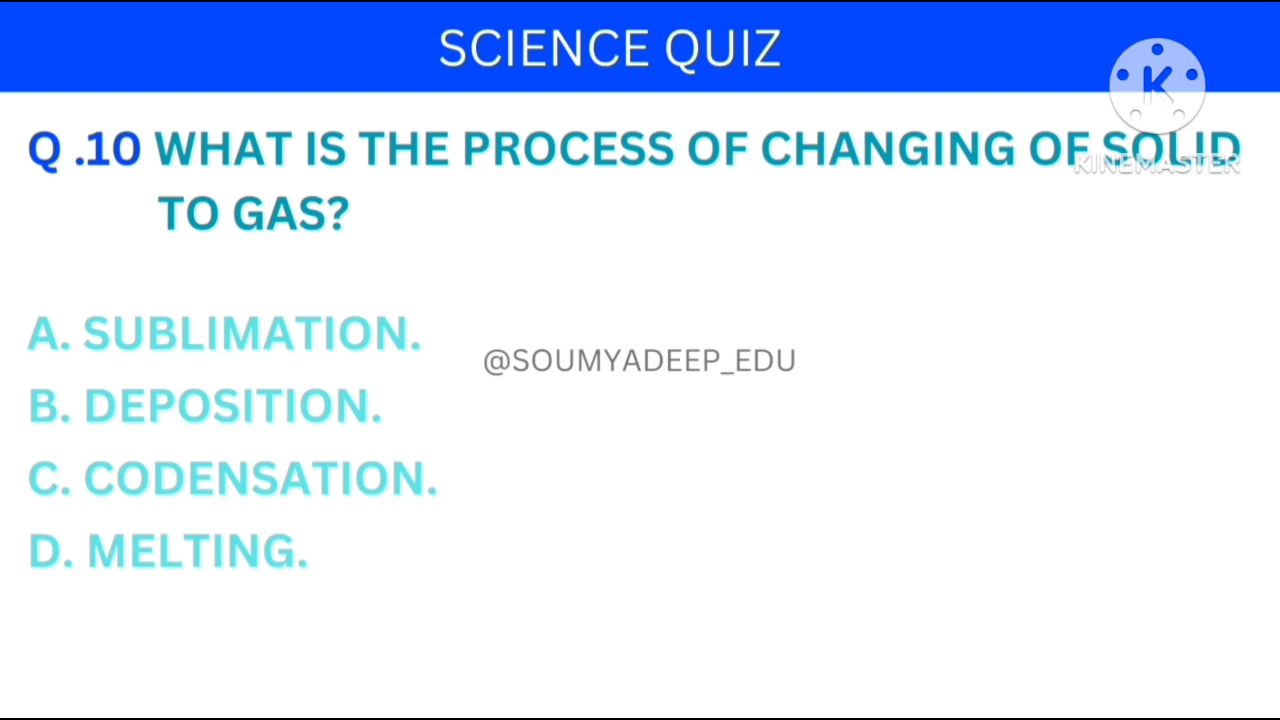 SCIENCE QUIZ
K
Q .10 WHAT IS THE PROCESS OF CHANGING OF SOLID
KINEMASTER
TO GAS?
A. SUBLIMATION.
@SOUMYADEEP_EDU
B. DEPOSITION.
C. CODENSATION.
D. MELTING.